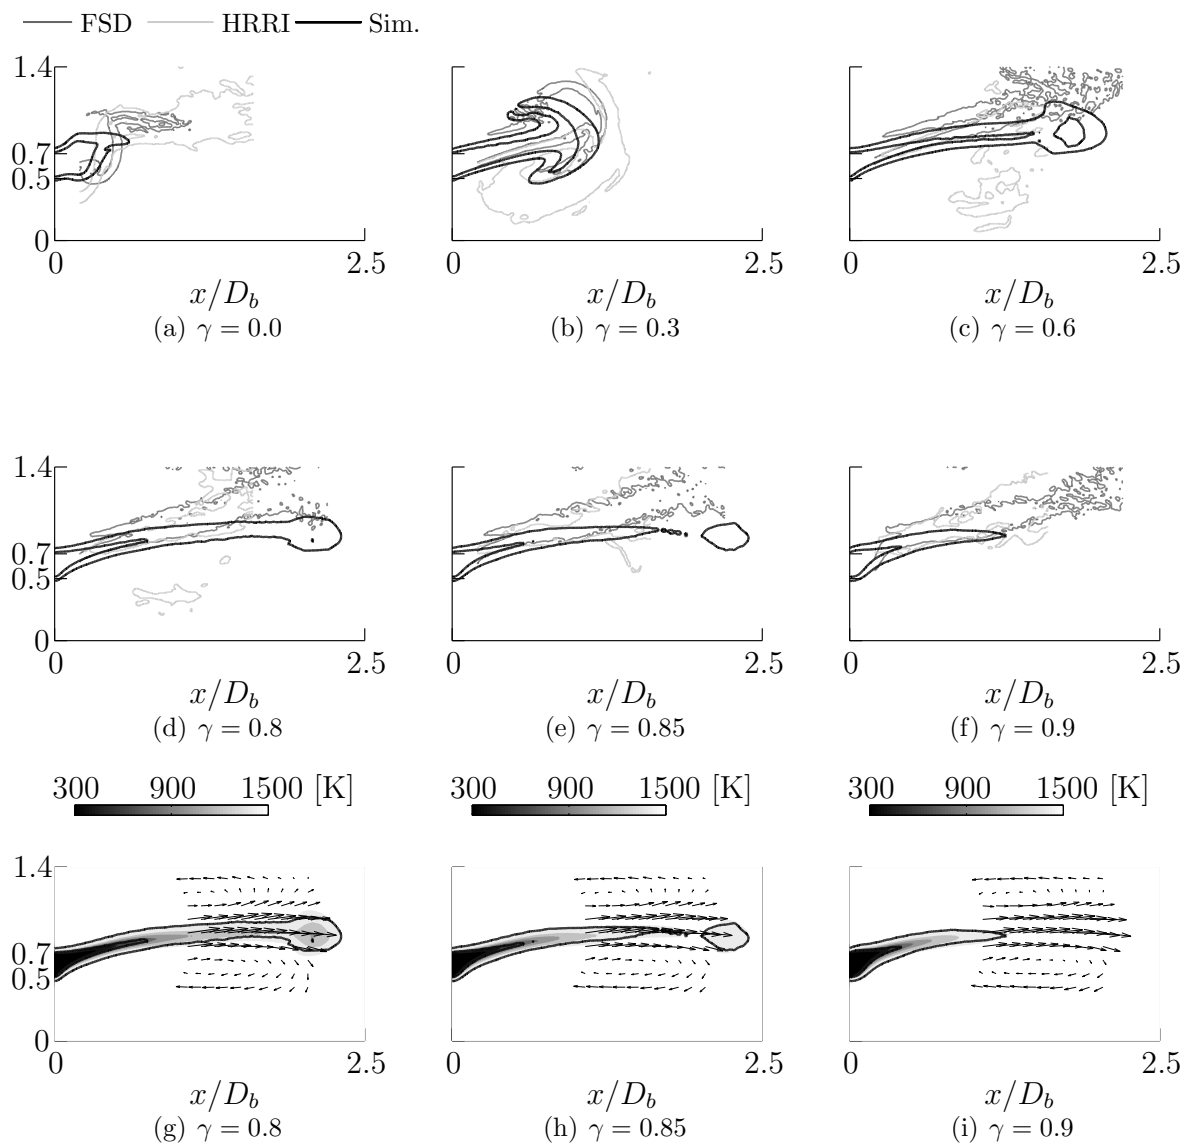 FSD HRRI Sim.
1.4
0.7
0.5
0
0 2.5 0 2.5 0 2.5
x/D_b x/D_b x/D_b
(a) γ = 0.0 (b) γ = 0.3 (c) γ = 0.6
1.4
0.7
0.5
0
0 2.5 0 2.5 0 2.5
x/D_b x/D_b x/D_b
(d) γ = 0.8 (e) γ = 0.85 (f) γ = 0.9
300 900 1500 [K] 300 900 1500 [K] 300 900 1500 [K]
1.4
0.7
0.5
0
0 2.5 0 2.5 0 2.5
x/D_b x/D_b x/D_b
(g) γ = 0.8 (h) γ = 0.85 (i) γ = 0.9